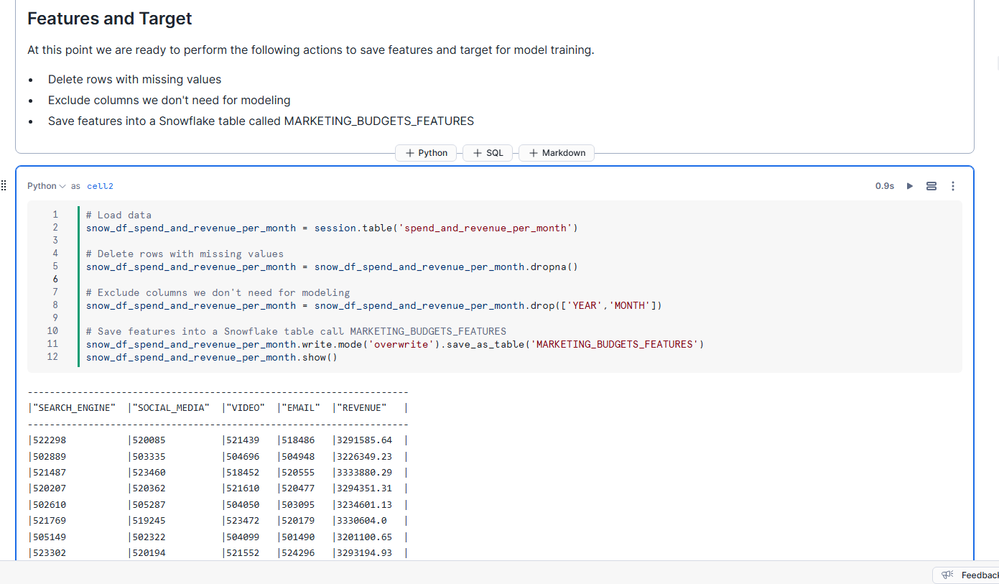 Features and Target
At this point we are ready to perform the following actions to save features and target for model training.
• Delete rows with missing values
• Exclude columns we don't need for modeling
• Save features into a Snowflake table called MARKETING_BUDGETS_FEATURES
+ Python + SQL + Markdown
Python as cell2 0.9s
1 # Load data
2 snow_df_spend_and_revenue_per_month = session.table('spend_and_revenue_per_month')
3
4 # Delete rows with missing values
5 snow_df_spend_and_revenue_per_month = snow_df_spend_and_revenue_per_month.dropna()
6
7 # Exclude columns we don't need for modeling
8 snow_df_spend_and_revenue_per_month = snow_df_spend_and_revenue_per_month.drop(['YEAR','MONTH'])
9
10 # Save features into a Snowflake table call MARKETING_BUDGETS_FEATURES
11 snow_df_spend_and_revenue_per_month.write.mode('overwrite').save_as_table('MARKETING_BUDGETS_FEATURES')
12 snow_df_spend_and_revenue_per_month.show()
---------------------------------------------------------------------
|"SEARCH_ENGINE"  |"SOCIAL_MEDIA"  |"VIDEO"  |"EMAIL"  |"REVENUE"   |
---------------------------------------------------------------------
|522298           |520085          |521439   |518486   |3291585.64  |
|502889           |503335          |504696   |504948   |3226349.23  |
|521487           |523460          |518452   |520555   |3333880.29  |
|520207           |520362          |521610   |520477   |3294351.31  |
|502610           |505287          |504050   |503095   |3234601.13  |
|521769           |519245          |523472   |520179   |3330604.0   |
|505149           |502322          |504099   |501490   |3201100.65  |
|523302           |520194          |521552   |524296   |3293194.93  |
Feedback